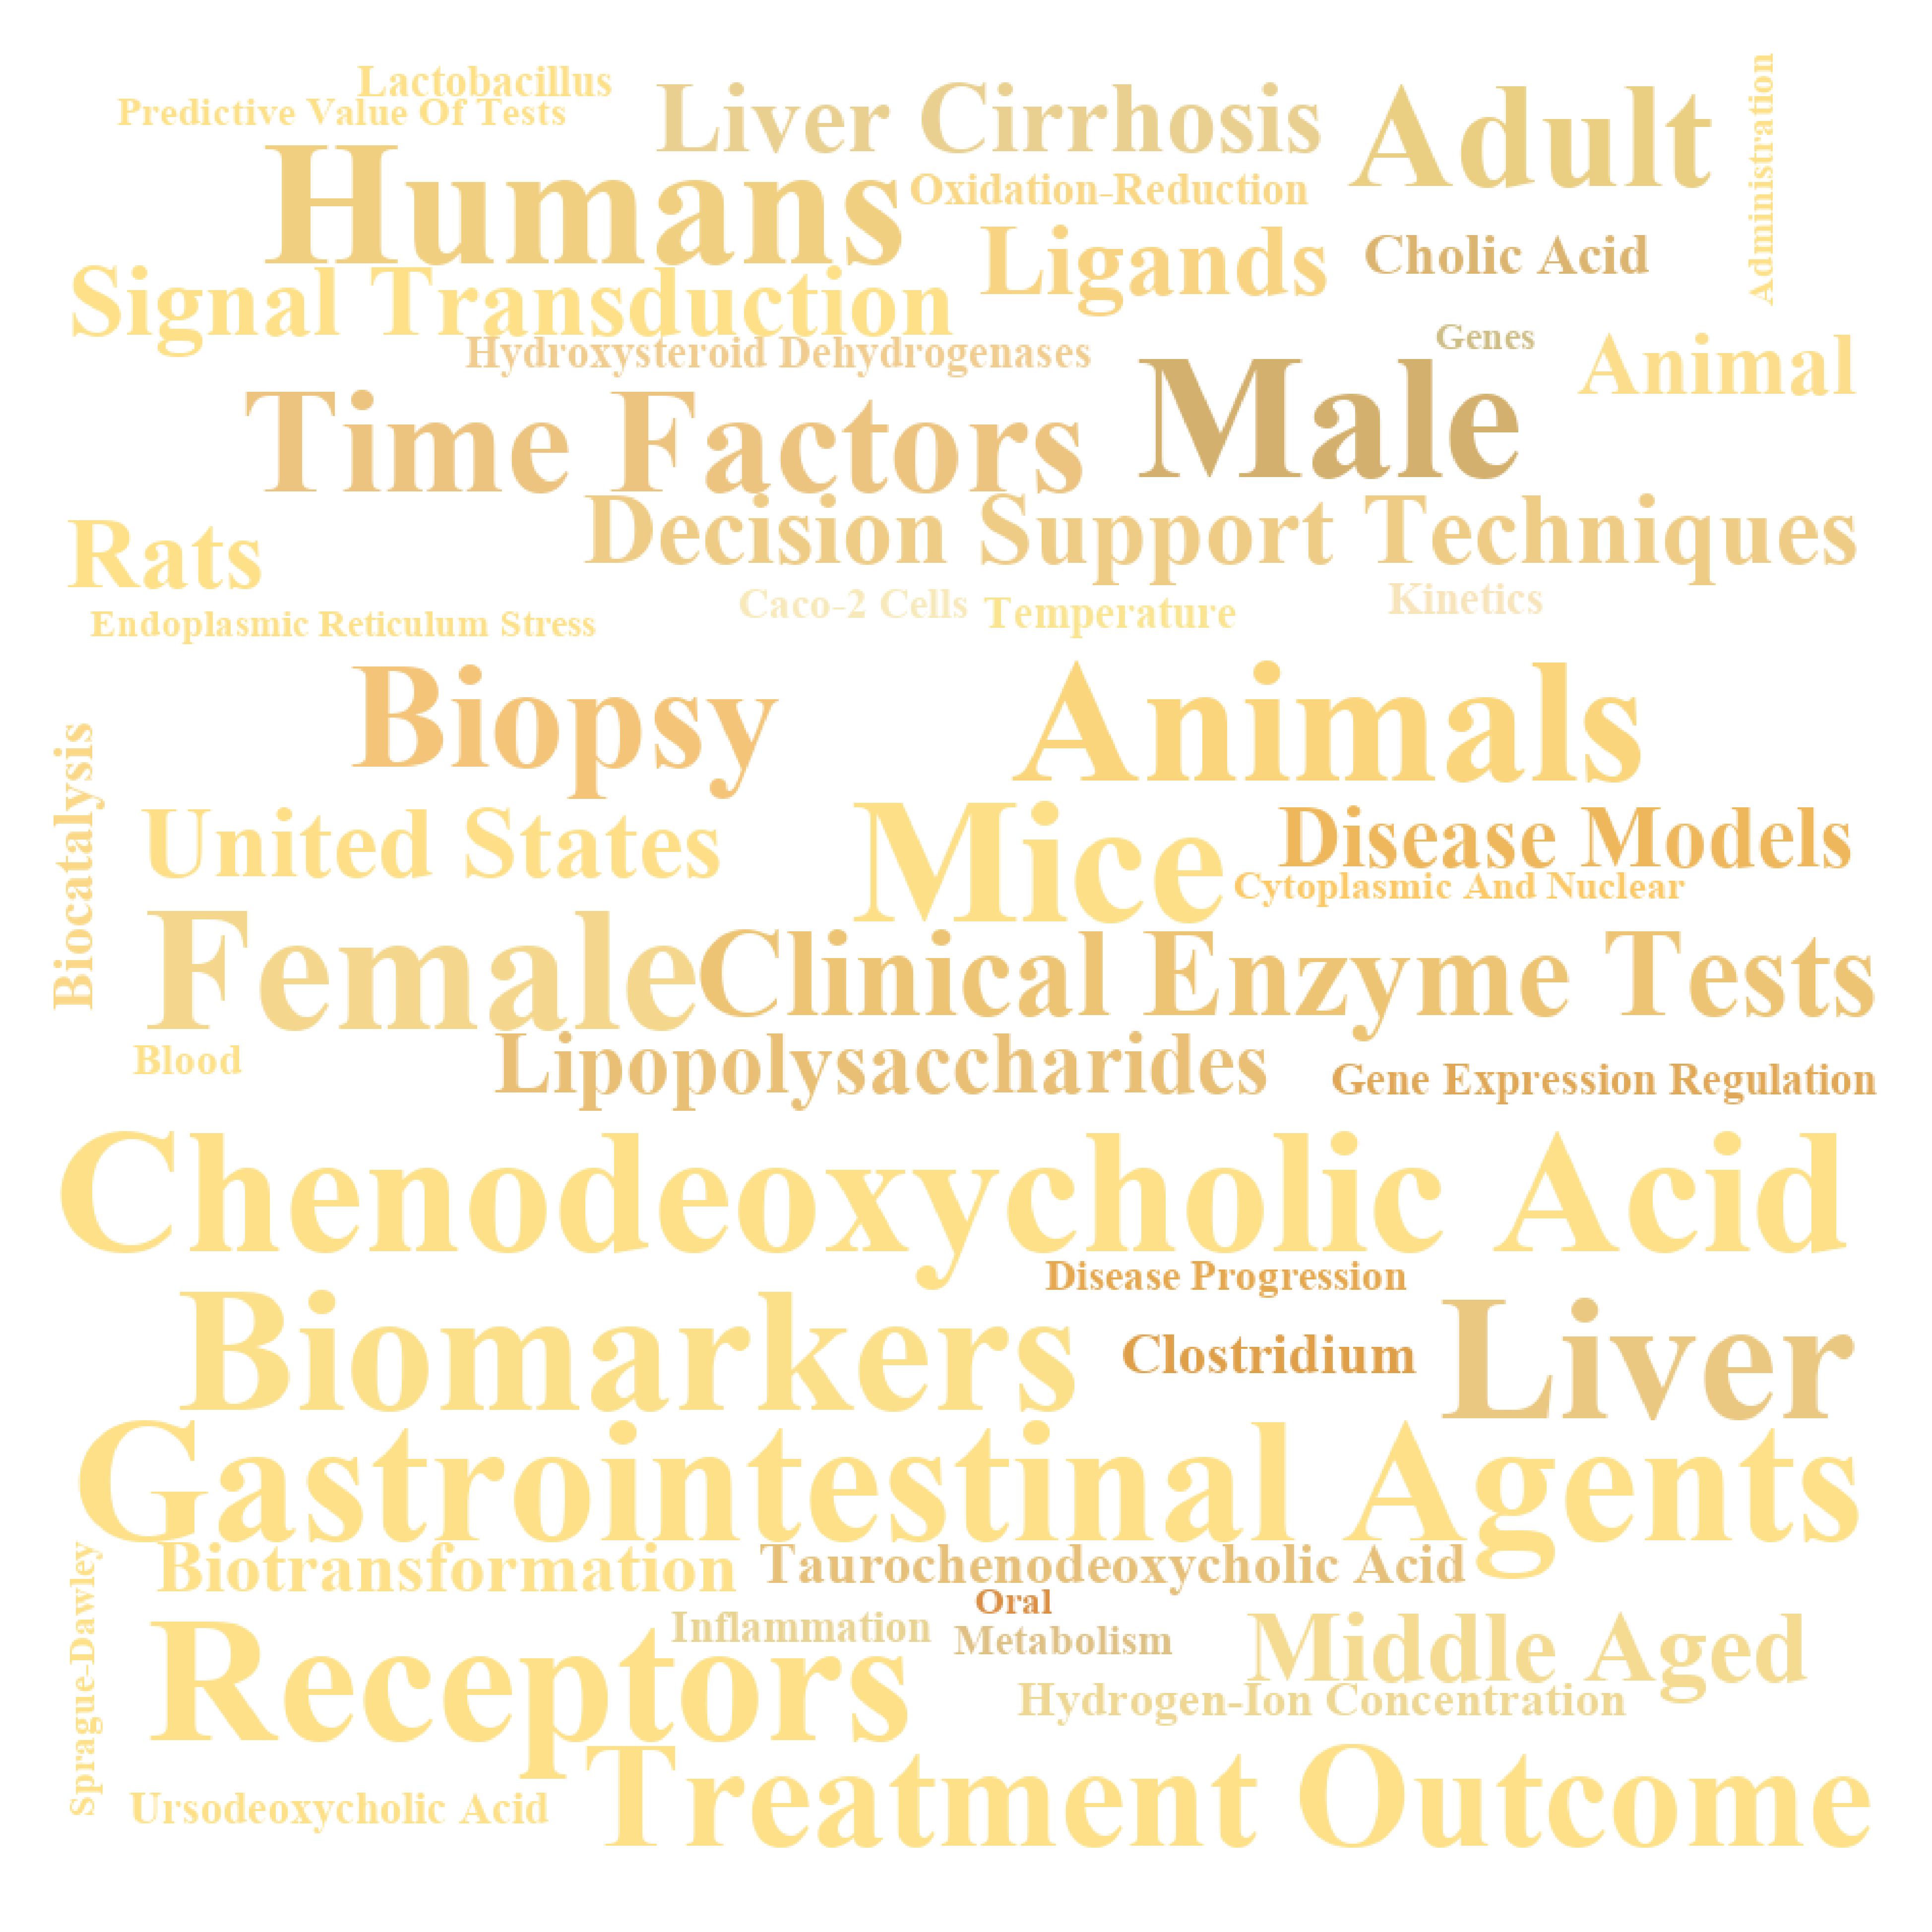 Lactobacillus
Predictive Value Of Tests
Liver Cirrhosis
Adult
Administration
Humans
Oxidation-Reduction
Ligands
Cholic Acid
Signal Transduction
Hydroxysteroid Dehydrogenases
Genes
Animal
Time Factors
Male
Rats
Decision Support Techniques
Endoplasmic Reticulum Stress
Caco-2 Cells
Temperature
Kinetics
Biopsy
Animals
Biocatalysis
United States
Mice
Disease Models
Cytoplasmic And Nuclear
Female
Clinical Enzyme Tests
Blood
Lipopolysaccharides
Gene Expression Regulation
Chenodeoxycholic Acid
Disease Progression
Biomarkers
Clostridium
Liver
Gastrointestinal Agents
Sprague-Dawley
Biotransformation
Taurochenodeoxycholic Acid
Oral
Inflammation
Metabolism
Receptors
Middle Aged
Hydrogen-Ion Concentration
Ursodeoxycholic Acid
Treatment Outcome